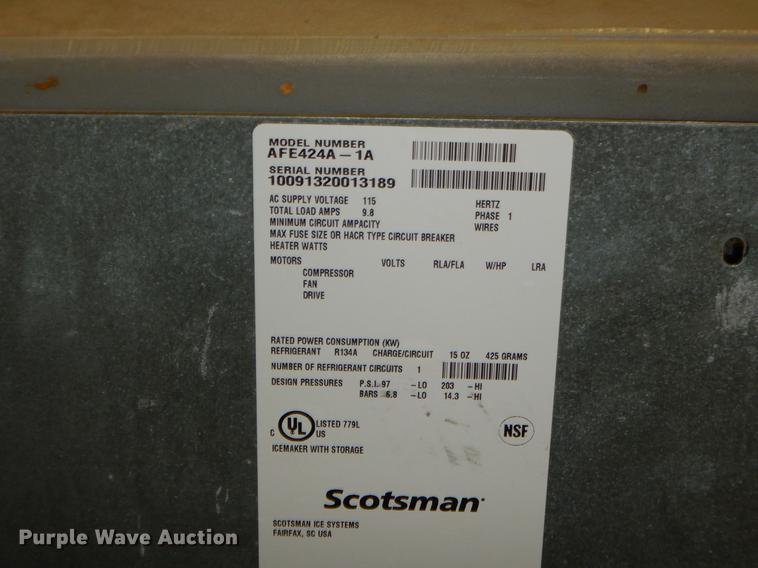 MODEL NUMBER
AFE424A-1A
SERIAL NUMBER
10091320013189
AC SUPPLY VOLTAGE 115 HERTZ
TOTAL LOAD AMPS 9.8 PHASE 1
MINIMUM CIRCUIT AMPACITY WIRES
MAX FUSE SIZE OR HACR TYPE CIRCUIT BREAKER
HEATER WATTS
MOTORS VOLTS RLA/FLA W/HP LRA
COMPRESSOR
FAN
DRIVE
RATED POWER CONSUMPTION (KW)
REFRIGERANT R134A CHARGE/CIRCUIT 15 OZ 425 GRAMS
NUMBER OF REFRIGERANT CIRCUITS 1
DESIGN PRESSURES P.S.I. 97 -LO 203 -HI
BARS 6.8 -LO 14.3 -HI
C UL LISTED 779L
US
NSF
ICEMAKER WITH STORAGE
Scotsman
SCOTSMAN ICE SYSTEMS
FAIRFAX, SC USA
Purple Wave Auction